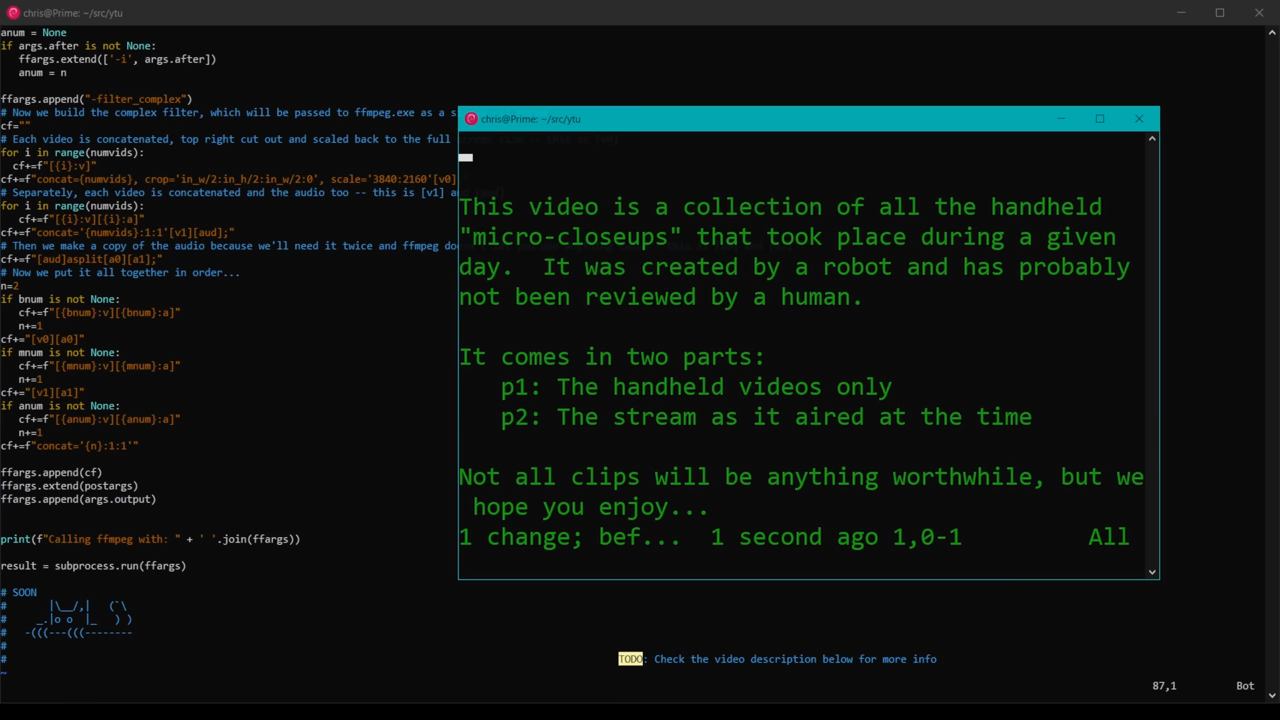 chris@Prime: ~/src/ytu
anum = None
if args.after is not None:
   ffargs.extend(['-i', args.after])
   anum = n
ffargs.append("-filter_complex")
# Now we build the complex filter, which will be passed to ffmpeg.exe as a s
cf=""
# Each video is concatenated, top right cut out and scaled back to the full
for i in range(numvids):
  cf+=f"[{i}:v]"
cf+=f"concat={numvids}, crop='in_w/2:in_h/2:in_w/2:0', scale='3840:2160'[v0]
# Separately, each video is concatenated and the audio too -- this is [v1] a
for i in range(numvids):
   cf+=f"[{i}:v][{i}:a]"
cf+=f"concat='{numvids}:1:1'[v1][aud];"
# Then we make a copy of the audio because we'll need it twice and ffmpeg do
cf+=f"[aud]asplit[a0][a1];"
# Now we put it all together in order...
n=2
if bnum is not None:
   cf+=f"[{bnum}:v][{bnum}:a]"
   n+=1
cf+="[v0][a0]"
if mnum is not None:
   cf+=f"[{mnum}:v][{mnum}:a]"
   n+=1
cf+="[v1][a1]"
if anum is not None:
   cf+=f"[{anum}:v][{anum}:a]"
   n+=1
cf+=f"concat='{n}:1:1'"
ffargs.append(cf)
ffargs.extend(postargs)
ffargs.append(args.output)
print(f"Calling ffmpeg with: " + ' '.join(ffargs))
result = subprocess.run(ffargs)
# SOON
#     |\__/,|   (`\
#   _.|o o  |_   ) )
#  -(((---(((--------
#
#
~
TODO: Check the video description below for more info
87,1 Bot
chris@Prime: ~/src/ytu
This video is a collection of all the handheld
"micro-closeups" that took place during a given
day.  It was created by a robot and has probably
not been reviewed by a human.
It comes in two parts:
   p1: The handheld videos only
   p2: The stream as it aired at the time
Not all clips will be anything worthwhile, but we
 hope you enjoy...
1 change; bef...  1 second ago 1,0-1 All